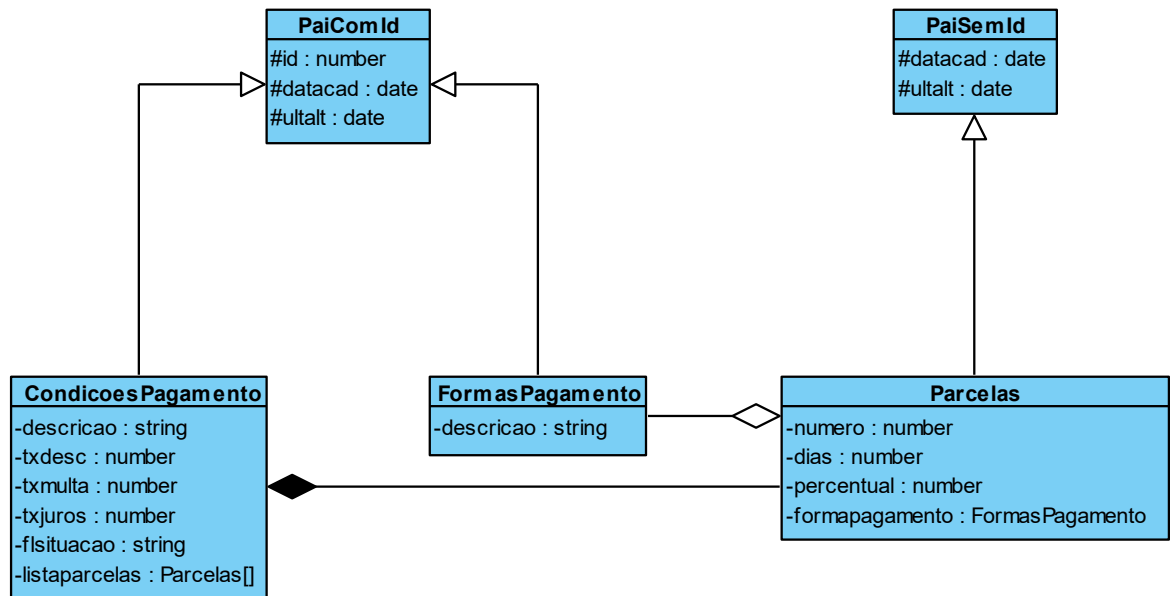 PaiComId
#id : number
#datacad : date
#ultalt : date
PaiSemId
#datacad : date
#ultalt : date
CondicoesPagamento
-descricao : string
-txdesc : number
-txmulta : number
-txjuros : number
-flsituacao : string
-listaparcelas : Parcelas[]
FormasPagamento
-descricao : string
Parcelas
-numero : number
-dias : number
-percentual : number
-formapagamento : FormasPagamento